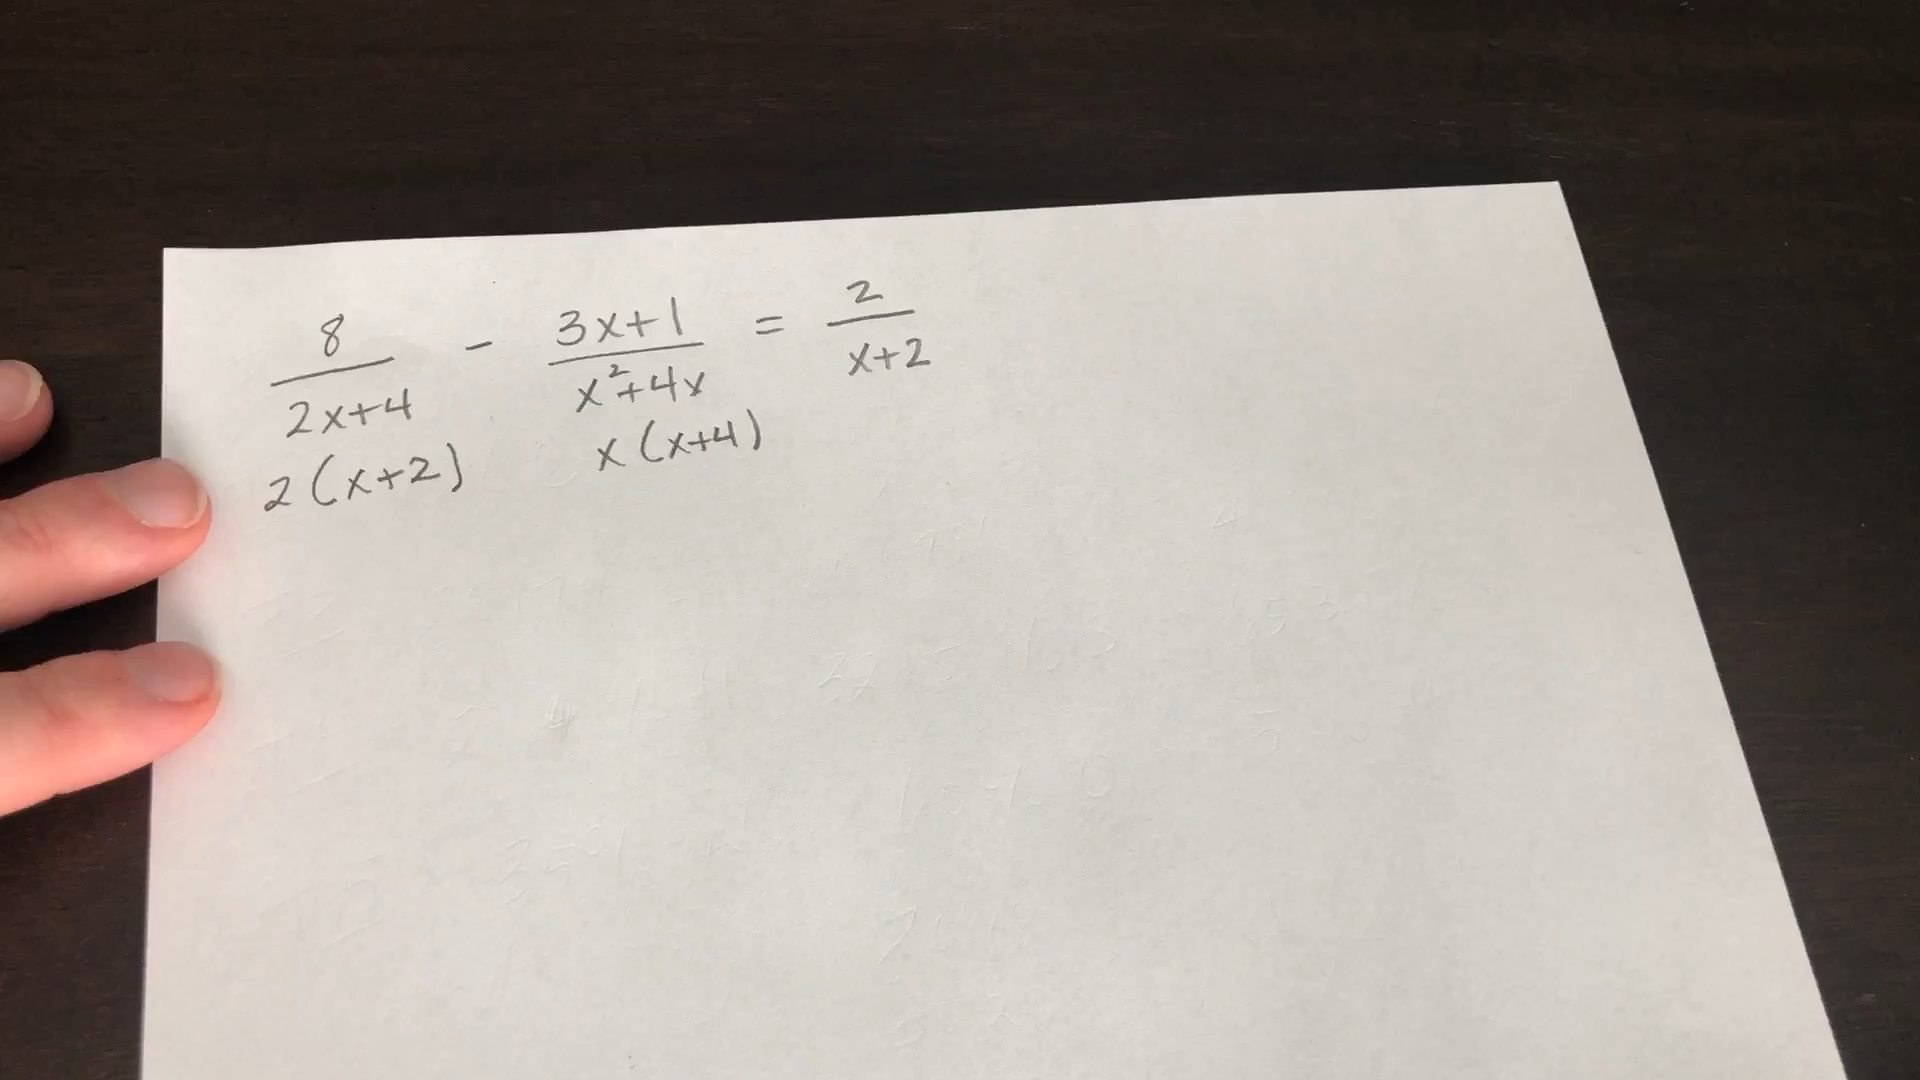 8/(2x+4) - (3x+1)/(x²+4x) = 2/(x+2)
2(x+2) x(x+4)